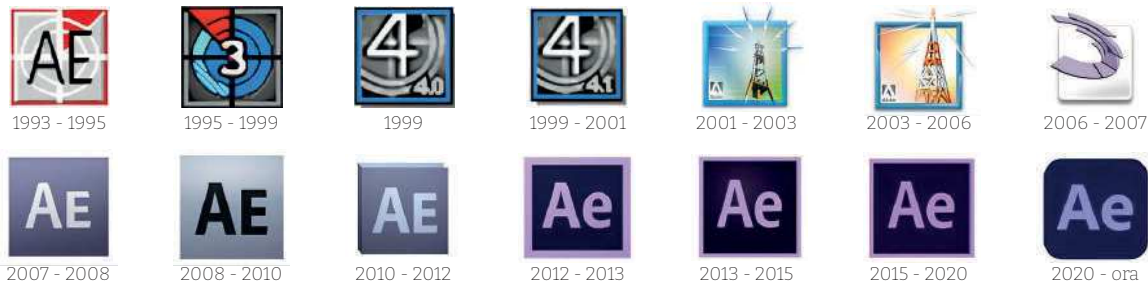 AE
3
4
4.0
4
4.1
1993 - 1995
1995 - 1999
1999
1999 - 2001
2001 - 2003
2003 - 2006
2006 - 2007
AE
AE
AE
Ae
Ae
Ae
Ae
2007 - 2008
2008 - 2010
2010 - 2012
2012 - 2013
2013 - 2015
2015 - 2020
2020 - ora